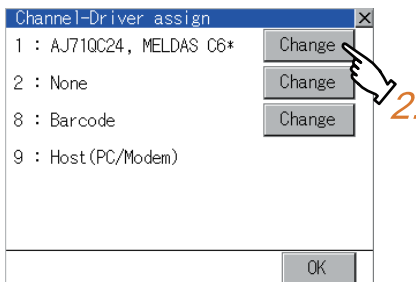 Channel-Driver assign ×
1 : AJ71QC24, MELDAS C6* Change
2 : None Change
8 : Barcode Change
9 : Host(PC/Modem)
OK
2.